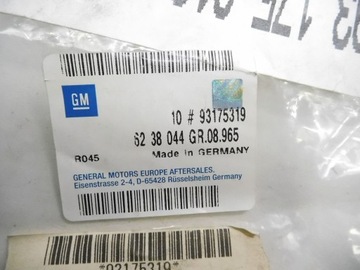 GM
10 # 93175319
62 38 044 GR.08.965
R045
Made in GERMANY
GENERAL MOTORS EUROPE AFTERSALES,
Eisenstrasse 2-4, D-65428 Rüsselsheim Germany
*93175319*